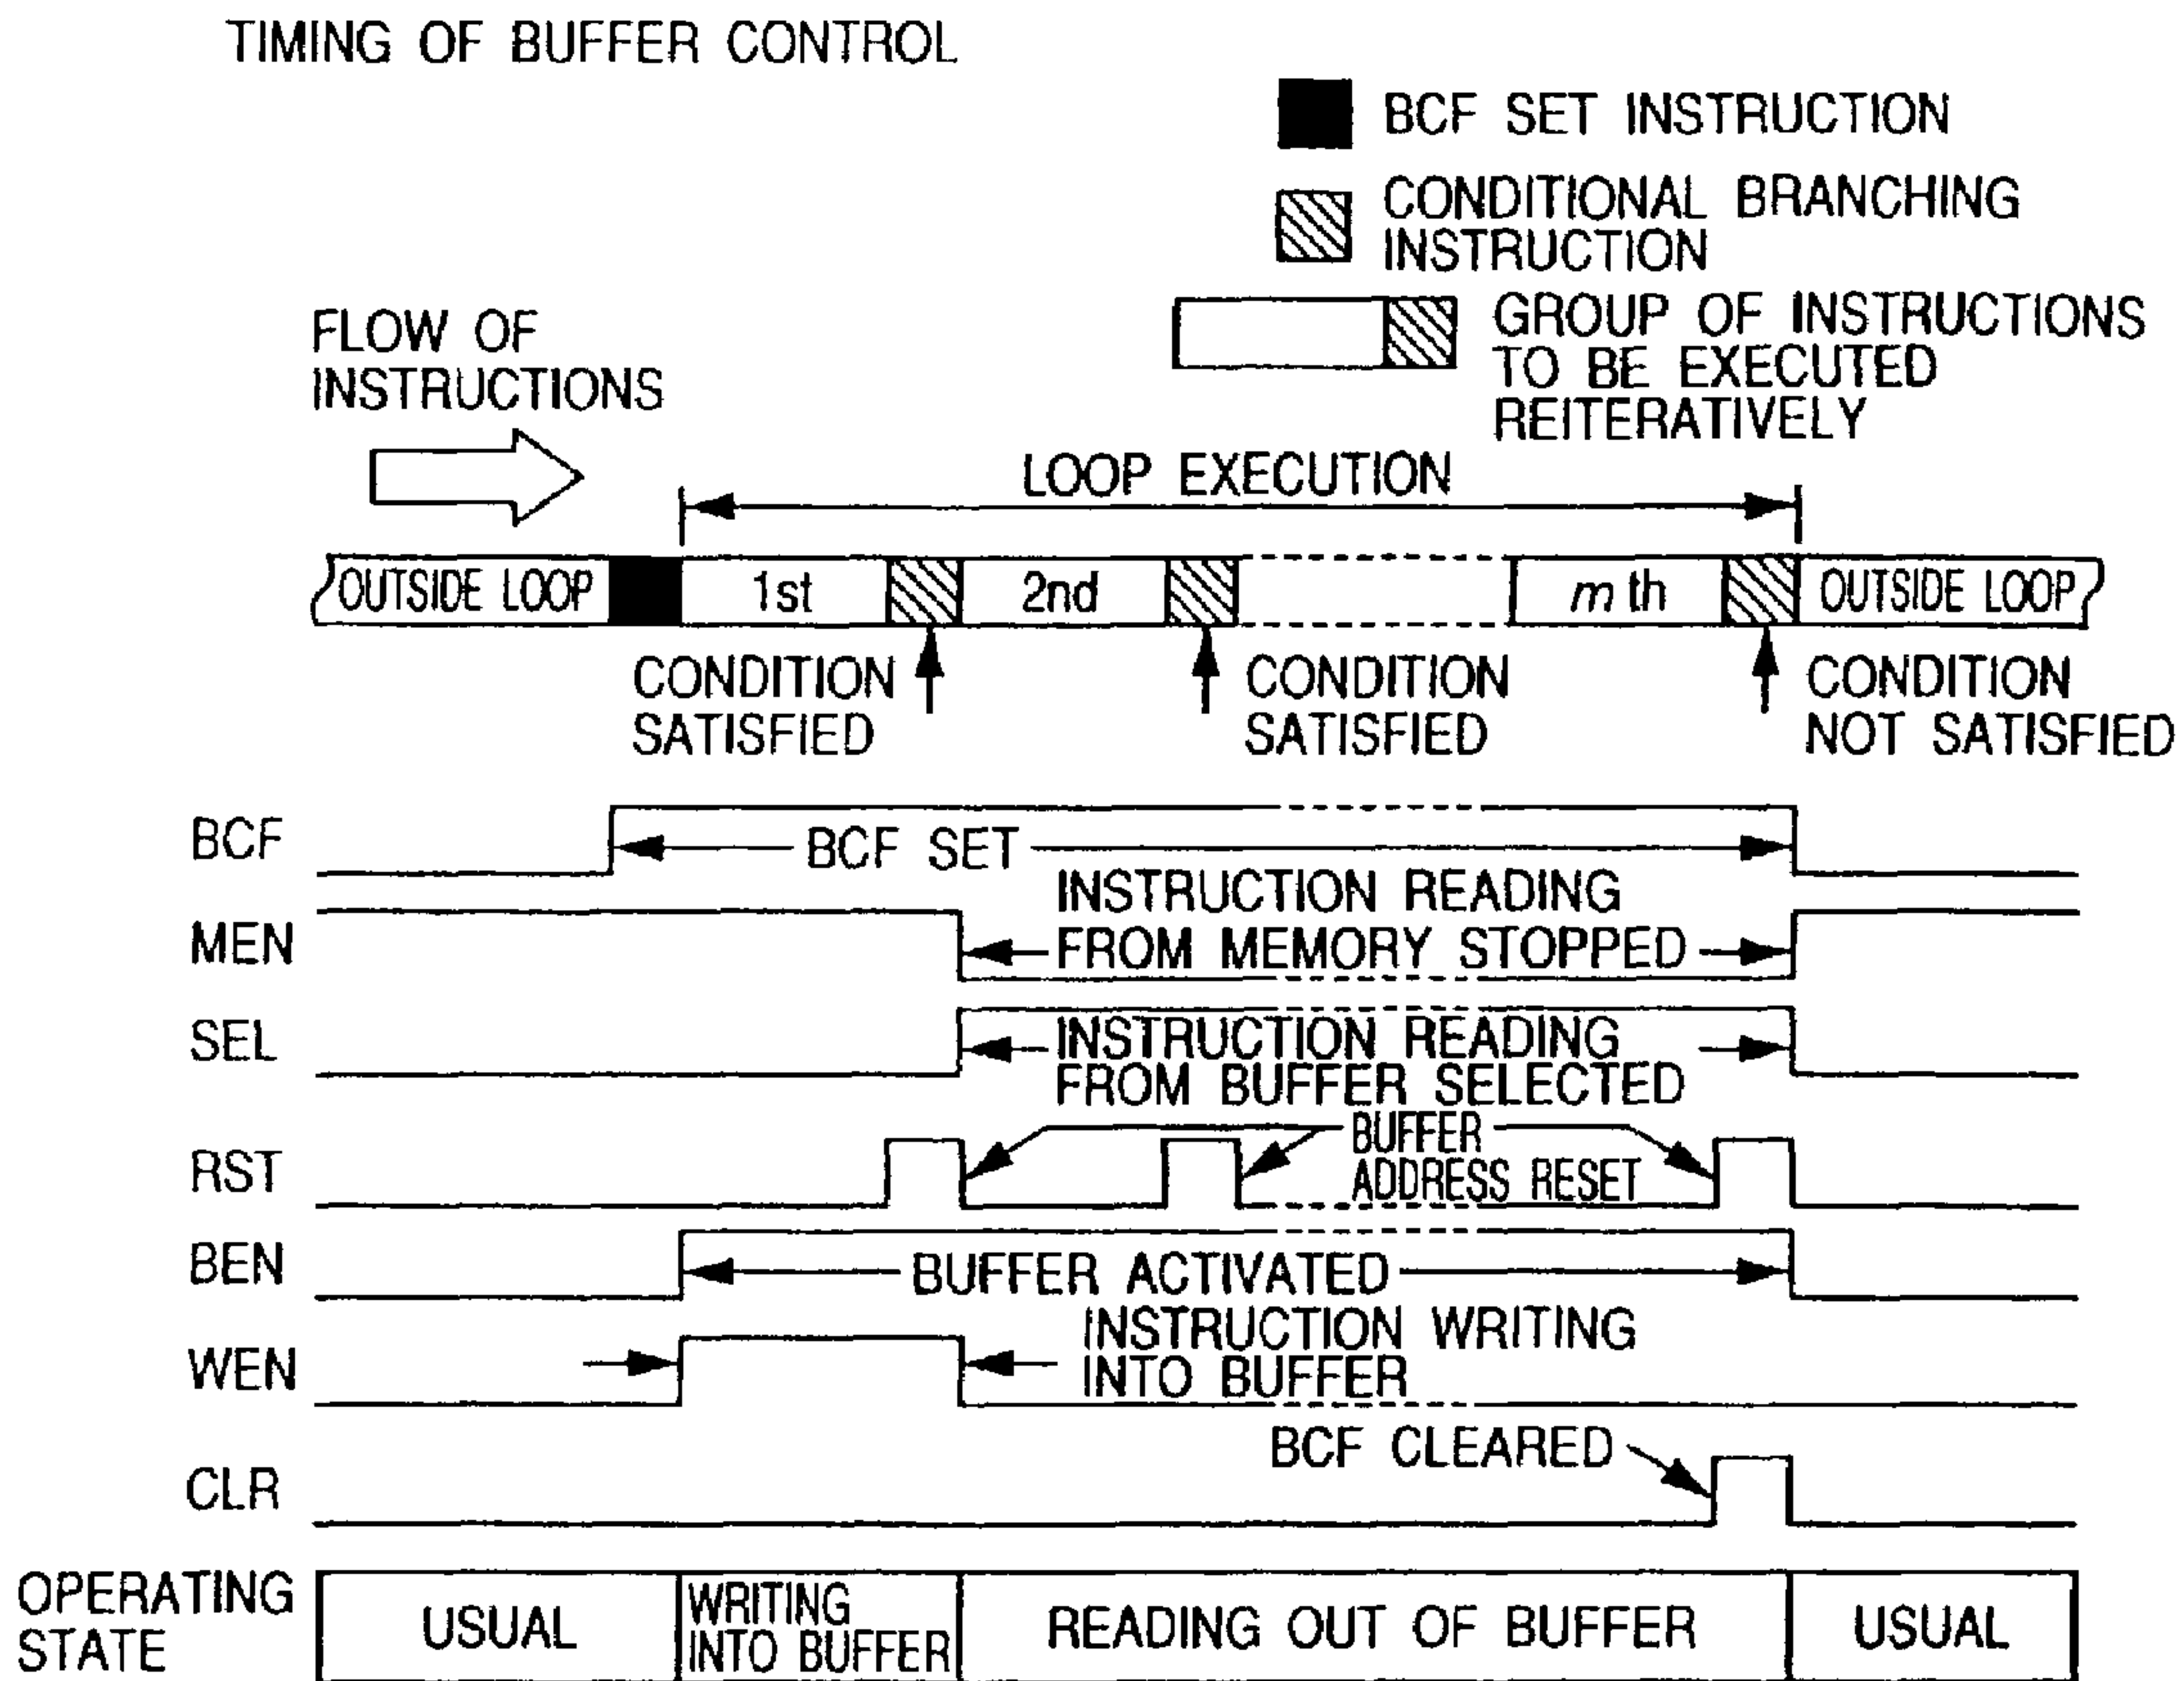 TIMING OF BUFFER CONTROL
BCF SET INSTRUCTION
CONDITIONAL BRANCHING
INSTRUCTION
GROUP OF INSTRUCTIONS
TO BE EXECUTED
REITERATIVELY
FLOW OF
INSTRUCTIONS
LOOP EXECUTION
OUTSIDE LOOP
1st
2nd
m th
OUTSIDE LOOP
CONDITION
SATISFIED
CONDITION
SATISFIED
CONDITION
NOT SATISFIED
BCF
BCF SET
MEN
INSTRUCTION READING
FROM MEMORY STOPPED
SEL
INSTRUCTION READING
FROM BUFFER SELECTED
RST
BUFFER
ADDRESS RESET
BEN
BUFFER ACTIVATED
WEN
INSTRUCTION WRITING
INTO BUFFER
CLR
BCF CLEARED
OPERATING
STATE
USUAL
WRITING
INTO BUFFER
READING OUT OF BUFFER
USUAL